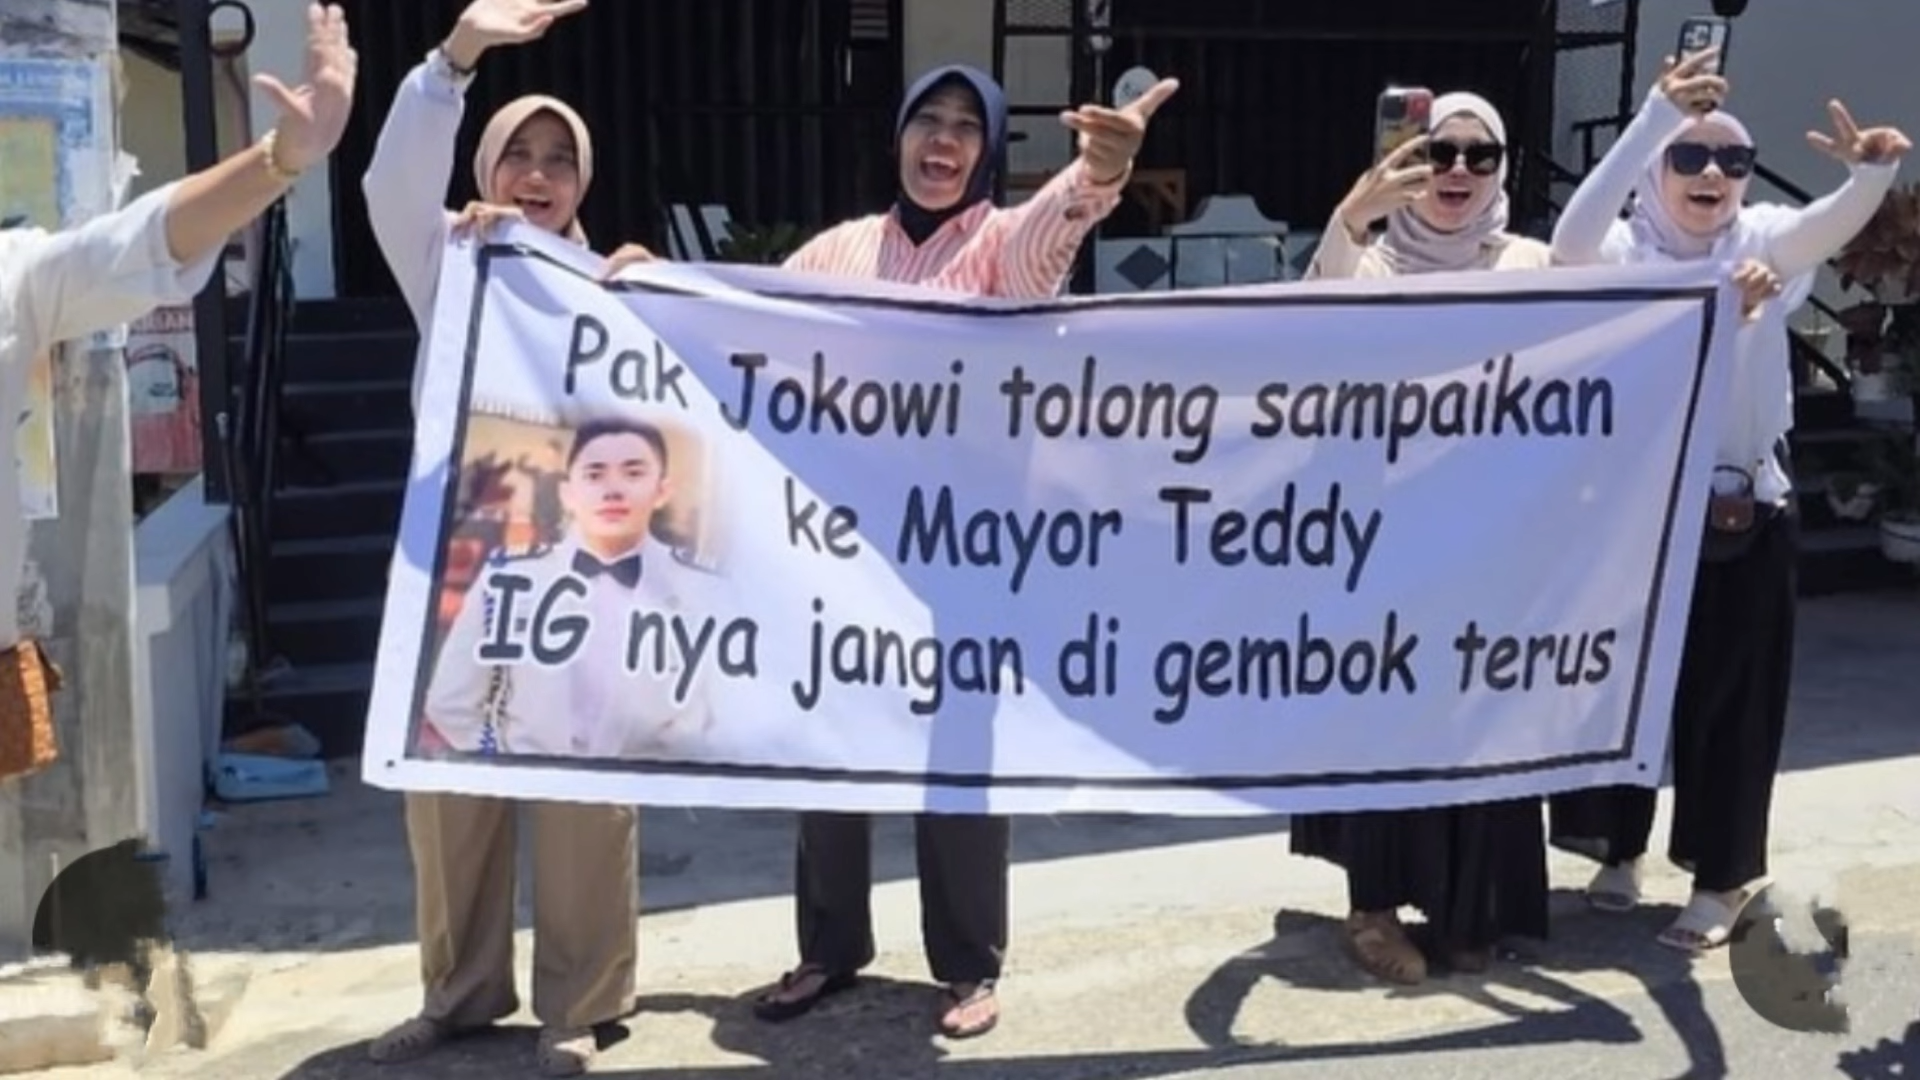 Pak Jokowi tolong sampaikan
ke Mayor Teddy
IG nya jangan di gembok terus